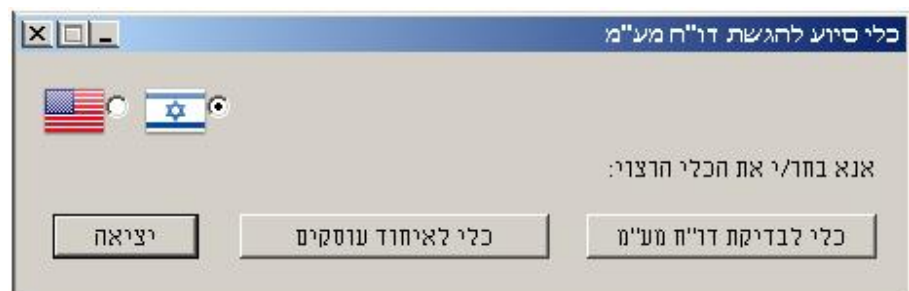 כלי סיוע להגשת דו"ח מע"מ
אנא בחר/י את הכלי הרצוי:
כלי לבדיקת דו"ח מע"מ
כלי לאיחוד עוסקים
יציאה